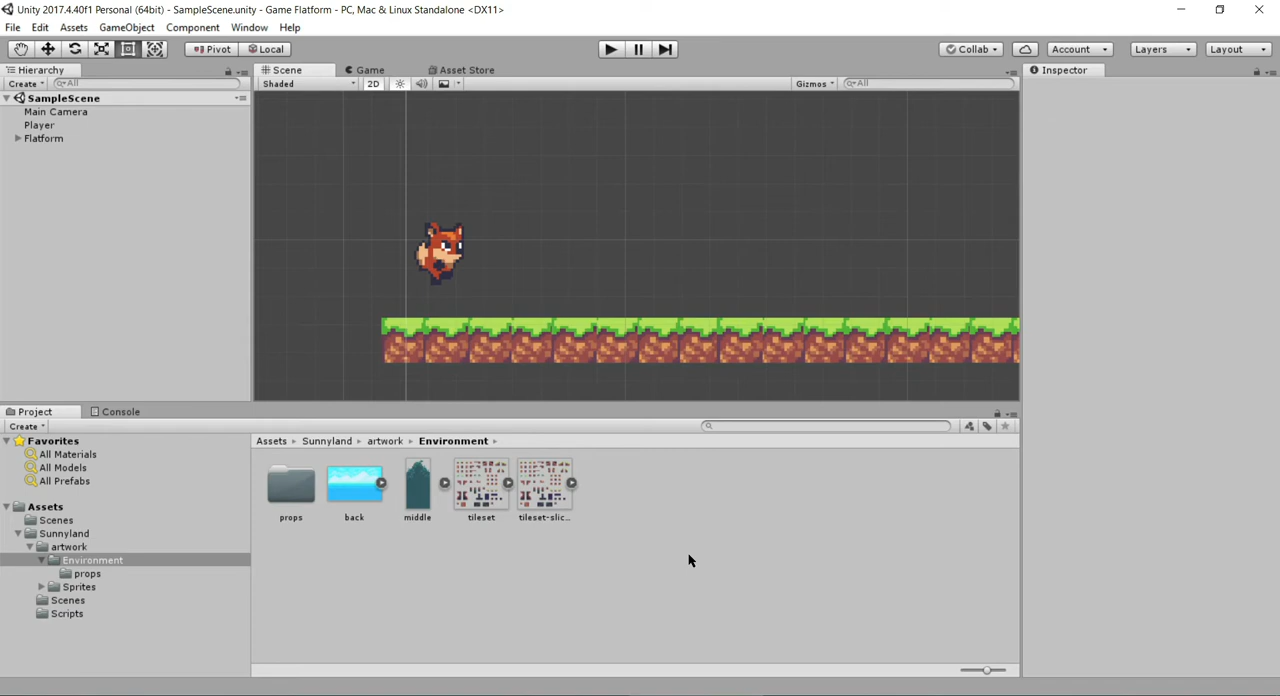 Unity 2017.4.40f1 Personal (64bit) - SampleScene.unity - Game Flatform - PC, Mac & Linux Standalone <DX11>
File Edit Assets GameObject Component Window Help
Pivot Local Collab Account Layers Layout
Hierarchy Scene Game Asset Store Inspector
Create All Shaded 2D Gizmos All
SampleScene
Main Camera
Player
Flatform
Project Console
Create
Favorites
All Materials
All Models
All Prefabs
Assets
Scenes
Sunnyland
artwork
Environment
props
Sprites
Scenes
Scripts
Assets Sunnyland artwork Environment
props back middle tileset tileset-slic...